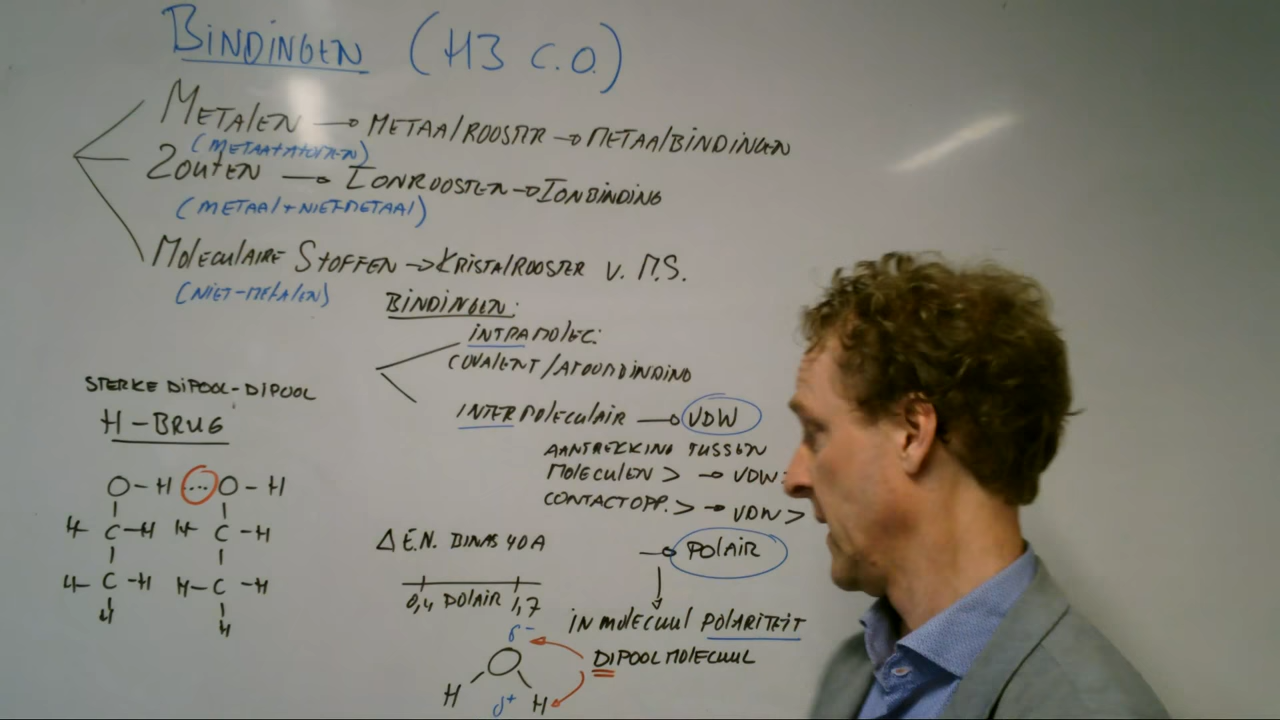 BINDINGEN (H3 C.O.)
METALEN → METAALROOSTER → METAALBINDINGEN
(METAALATOMEN)
ZOUTEN → IONROOSTER → IONBINDING
(METAAL + NIET-METAAL)
MOLECULAIRE STOFFEN → KRISTALROOSTER V. M.S.
(NIET-METALEN)
BINDINGEN:
INTRAMOLEC:
COVALENT/ATOOMBINDING
INTERMOLECULAIR → VDW
AANTREKKING TUSSEN
MOLECULEN > → VDW >
CONTACTOPP. > → VDW >
→ POLAIR
IN MOLECUUL POLARITEIT
DIPOOLMOLECUUL
STERKE DIPOOL-DIPOOL
H-BRUG
O-H ···· O-H
H-C-H H-C-H
H-C-H H-C-H
H H
Δ E.N. BINAS 40A
0,4 POLAIR 1,7
δ-
O
H δ+ H